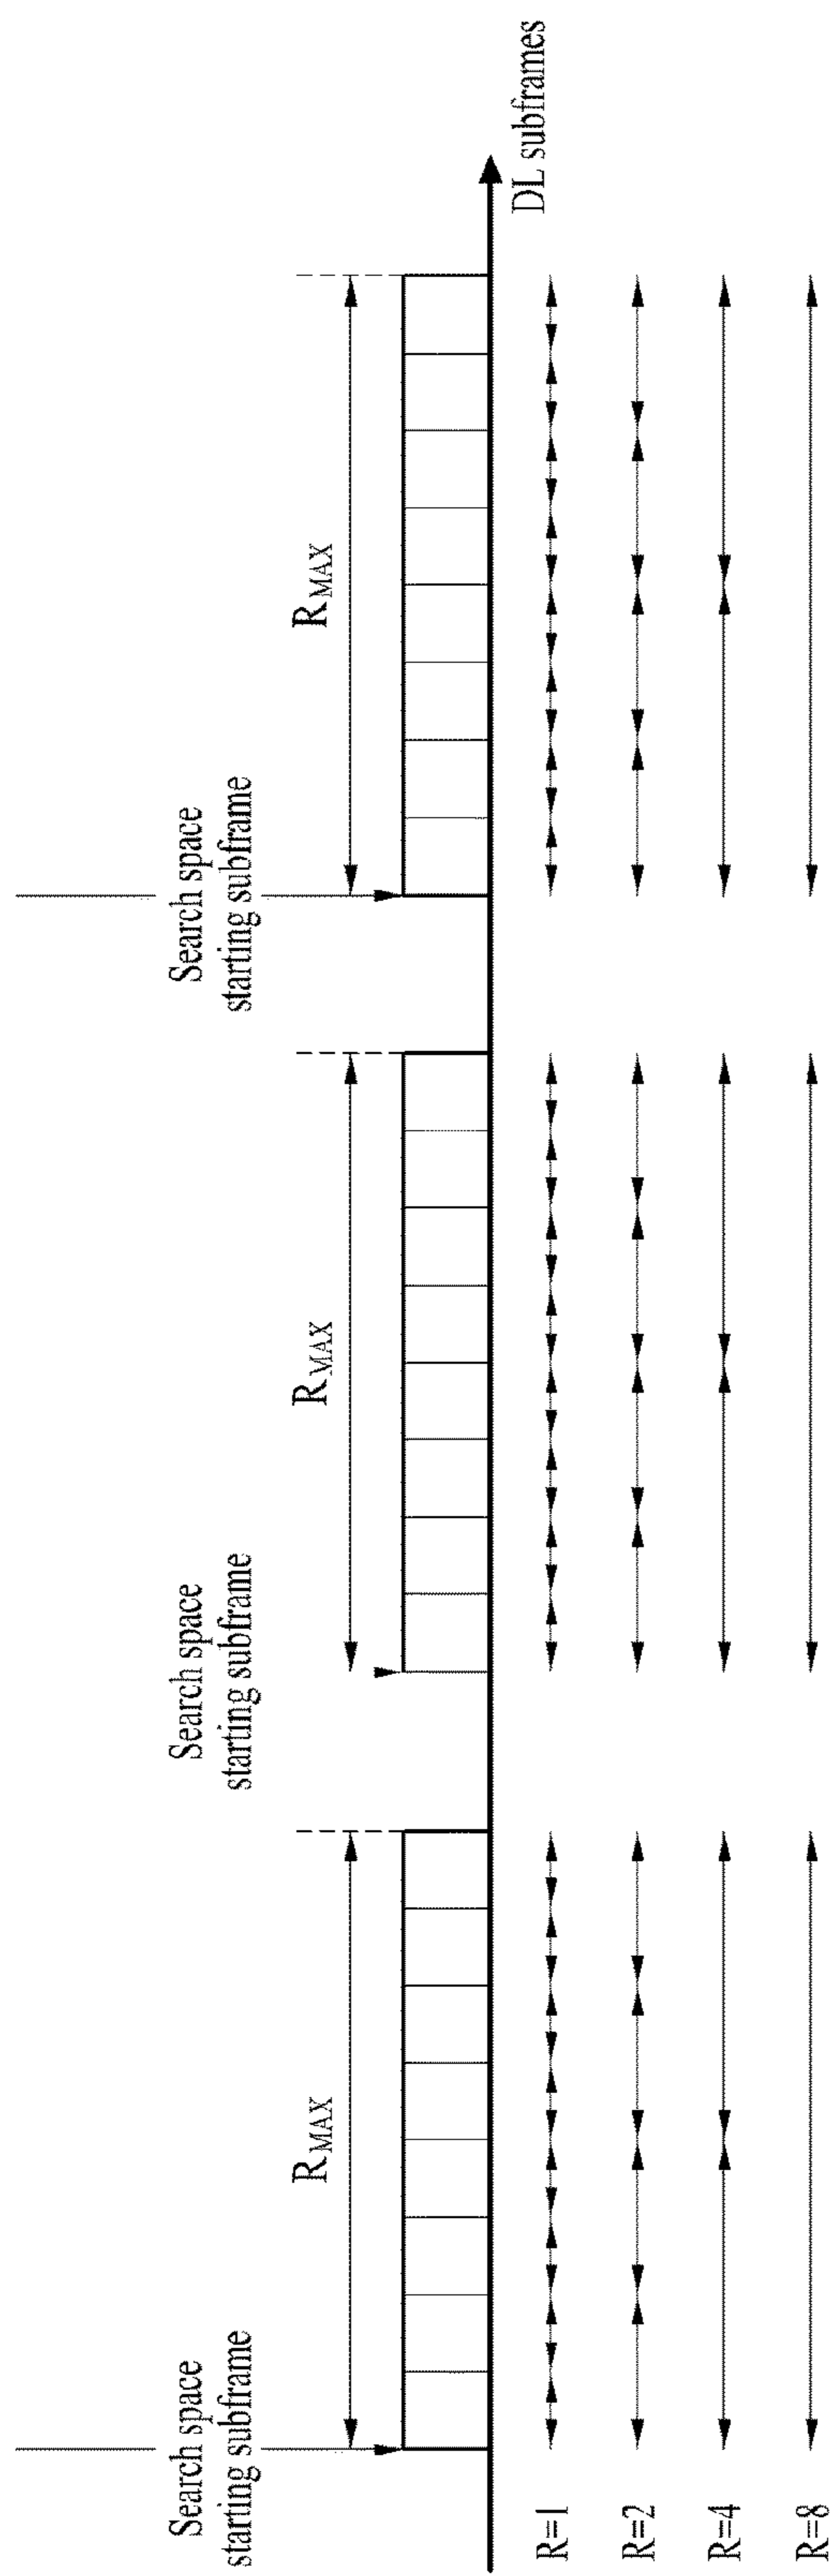 Search space
starting subframe
Search space
starting subframe
Search space
starting subframe
R_MAX
R_MAX
R_MAX
DL subframes
R=1
R=2
R=4
R=8